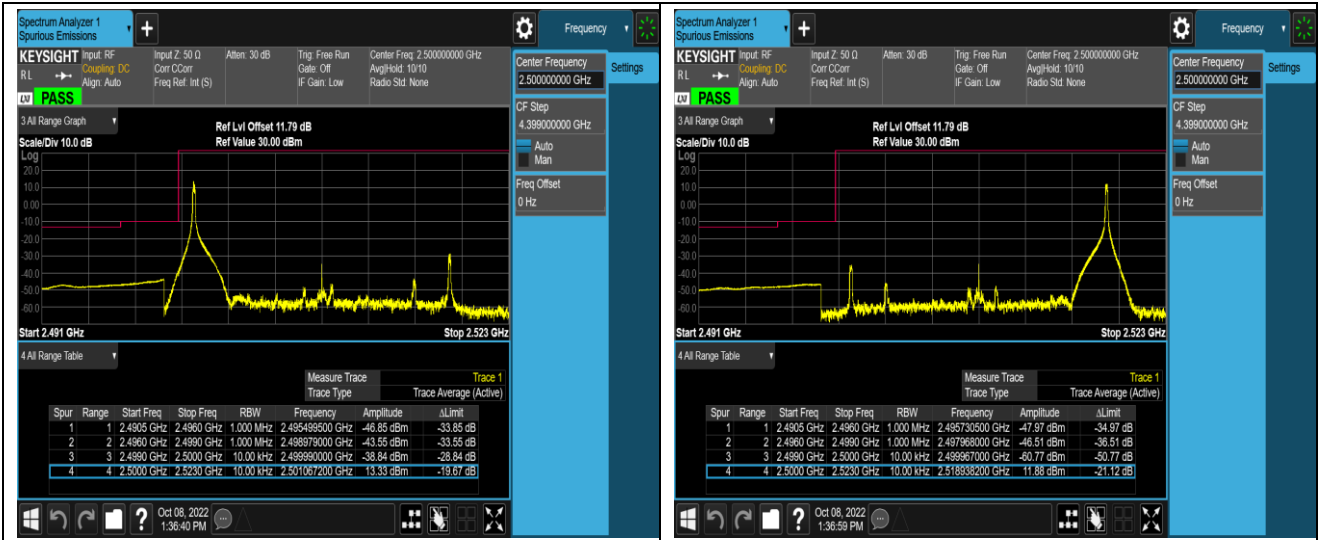 Spectrum Analyzer 1
Spurious Emissions
+
Frequency
KEYSIGHT Input: RF Input Z: 50 Ω Atten: 30 dB Trig: Free Run Center Freq: 2.500000000 GHz
Coupling: DC Corr CCorr Gate: Off Avg|Hold: 10/10
R L Align: Auto Freq Ref: Int (S) IF Gain: Low Radio Std: None
LXI PASS
Center Frequency
2.500000000 GHz
Settings
CF Step
4.399000000 GHz
Auto
Man
Freq Offset
0 Hz
3 All Range Graph
Ref Lvl Offset 11.79 dB
Scale/Div 10.0 dB Ref Value 30.00 dBm
Log
20.0
10.0
0.00
-10.0
-20.0
-30.0
-40.0
-50.0
-60.0
Start 2.491 GHz Stop 2.523 GHz
4 All Range Table
Measure Trace Trace 1
Trace Type Trace Average (Active)
Spur Range Start Freq Stop Freq RBW Frequency Amplitude ΔLimit
1 1 2.4905 GHz 2.4960 GHz 1.000 MHz 2.495499500 GHz -46.85 dBm -33.85 dB
2 2 2.4960 GHz 2.4990 GHz 1.000 MHz 2.498979000 GHz -43.55 dBm -33.55 dB
3 3 2.4990 GHz 2.5000 GHz 10.00 kHz 2.499990000 GHz -38.84 dBm -28.84 dB
4 4 2.5000 GHz 2.5230 GHz 10.00 kHz 2.501067200 GHz 13.33 dBm -19.67 dB
?
Oct 08, 2022
1:36:40 PM
Spectrum Analyzer 1
Spurious Emissions
+
Frequency
KEYSIGHT Input: RF Input Z: 50 Ω Atten: 30 dB Trig: Free Run Center Freq: 2.500000000 GHz
Coupling: DC Corr CCorr Gate: Off Avg|Hold: 10/10
R L Align: Auto Freq Ref: Int (S) IF Gain: Low Radio Std: None
LXI PASS
Center Frequency
2.500000000 GHz
Settings
CF Step
4.399000000 GHz
Auto
Man
Freq Offset
0 Hz
3 All Range Graph
Ref Lvl Offset 11.79 dB
Scale/Div 10.0 dB Ref Value 30.00 dBm
Log
20.0
10.0
0.00
-10.0
-20.0
-30.0
-40.0
-50.0
-60.0
Start 2.491 GHz Stop 2.523 GHz
4 All Range Table
Measure Trace Trace 1
Trace Type Trace Average (Active)
Spur Range Start Freq Stop Freq RBW Frequency Amplitude ΔLimit
1 1 2.4905 GHz 2.4960 GHz 1.000 MHz 2.495730500 GHz -47.97 dBm -34.97 dB
2 2 2.4960 GHz 2.4990 GHz 1.000 MHz 2.497968000 GHz -46.51 dBm -36.51 dB
3 3 2.4990 GHz 2.5000 GHz 10.00 kHz 2.499967000 GHz -60.77 dBm -50.77 dB
4 4 2.5000 GHz 2.5230 GHz 10.00 kHz 2.518938200 GHz 11.88 dBm -21.12 dB
?
Oct 08, 2022
1:36:59 PM